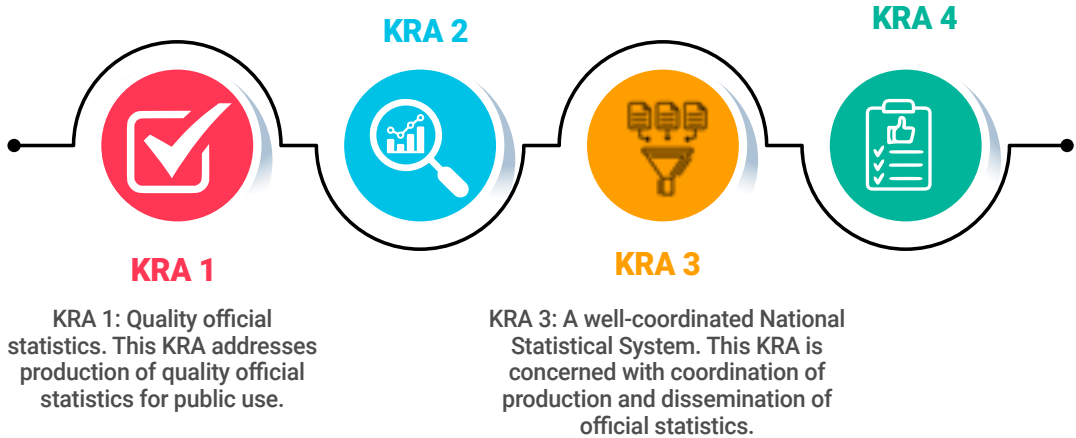 KRA 2
KRA 4
KRA 1
KRA 3
KRA 1: Quality official
statistics. This KRA addresses
production of quality official
statistics for public use.
KRA 3: A well-coordinated National
Statistical System. This KRA is
concerned with coordination of
production and dissemination of
official statistics.